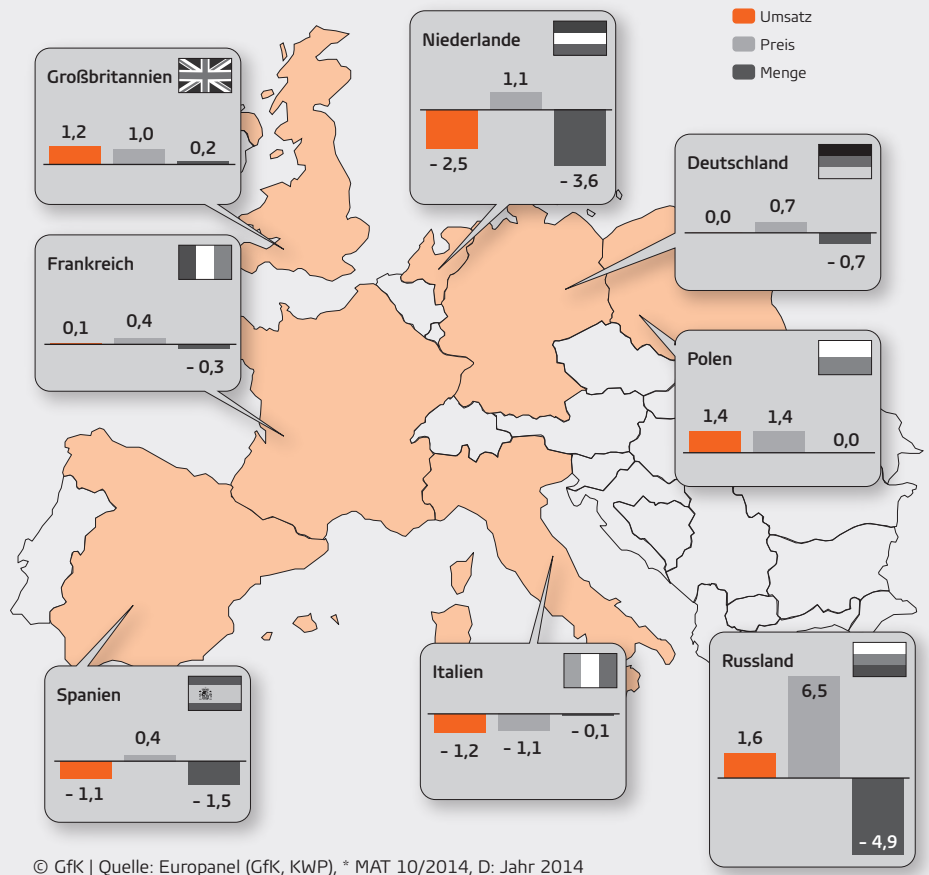 Umsatz
Preis
Menge
Großbritannien
1,2 1,0 0,2
Niederlande
1,1
- 2,5 - 3,6
Deutschland
0,0 0,7
- 0,7
Frankreich
0,1 0,4
- 0,3
Polen
1,4 1,4 0,0
Spanien
0,4
- 1,1 - 1,5
Italien
- 1,2 - 1,1 - 0,1
Russland
6,5
1,6
- 4,9
© GfK | Quelle: Europanel (GfK, KWP), * MAT 10/2014, D: Jahr 2014